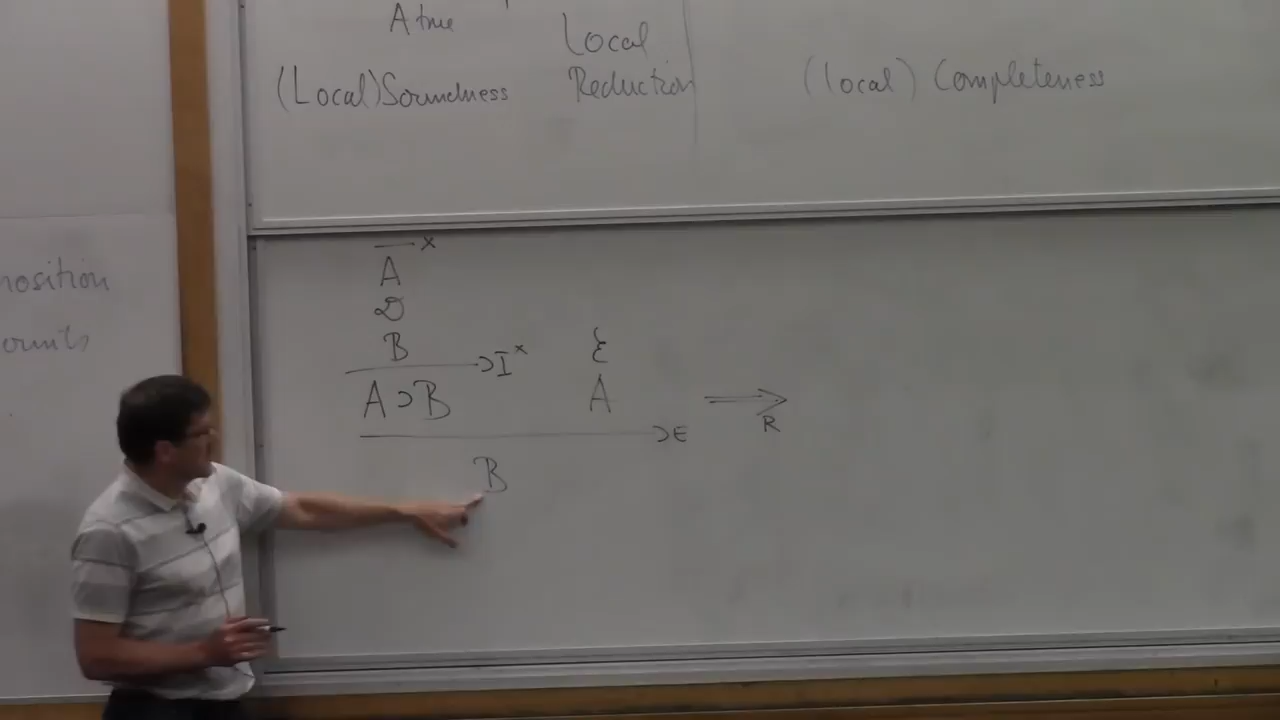 A true
(Local) Soundness
Local
Reduction
(local) Completeness
x
A
D
B
⊃I^x
A ⊃ B
ℰ
A
⊃E
B
⟹
R